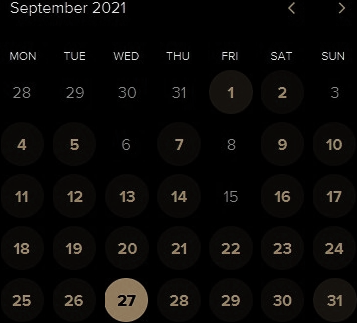 September 2021
MON TUE WED THU FRI SAT SUN
28 29 30 31 1 2 3
4 5 6 7 8 9 10
11 12 13 14 15 16 17
18 19 20 21 22 23 24
25 26 27 28 29 30 31